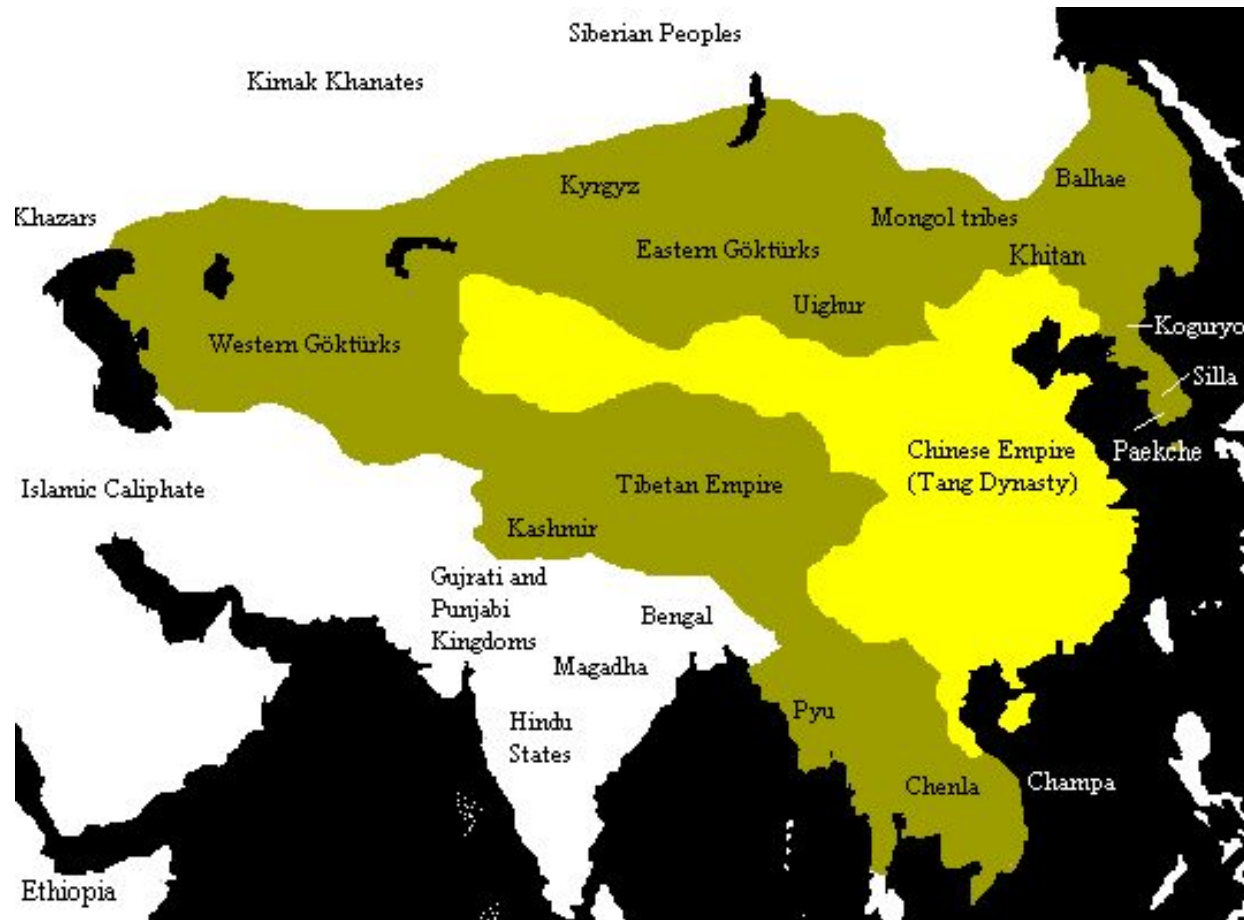 Siberian Peoples
Kimak Khanates
Kyrgyz
Balhae
Khazars
Mongol tribes
Eastern Göktürks
Khitan
Uighur
Western Göktürks
Koguryo
Silla
Paekche
Chinese Empire
(Tang Dynasty)
Islamic Caliphate
Tibetan Empire
Kashmir
Gujrati and
Punjabi
Kingdoms
Bengal
Magadha
Hindu
States
Pyu
Chenla
Champa
Ethiopia